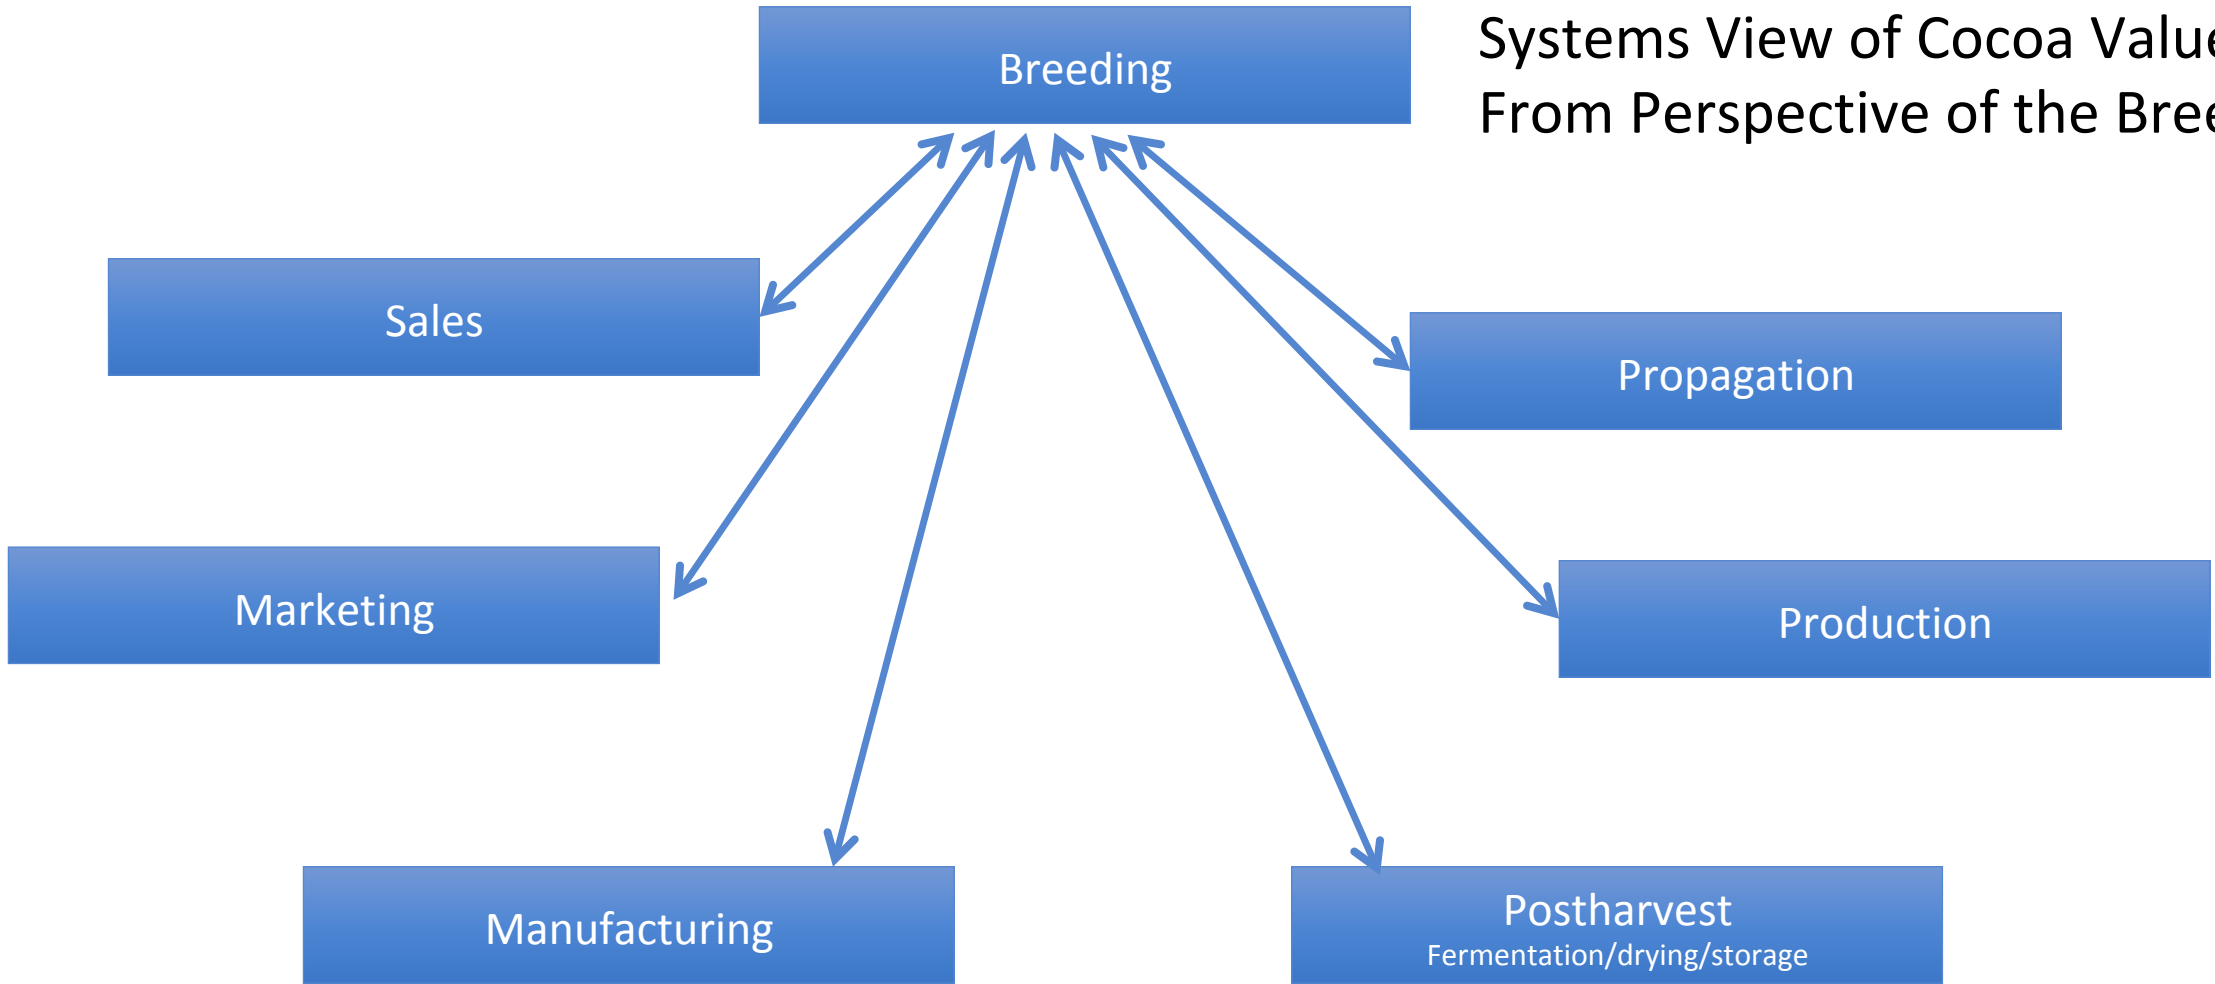 Breeding
Systems View of Cocoa Value
From Perspective of the Bree
Sales
Propagation
Marketing
Production
Manufacturing
Postharvest
Fermentation/drying/storage